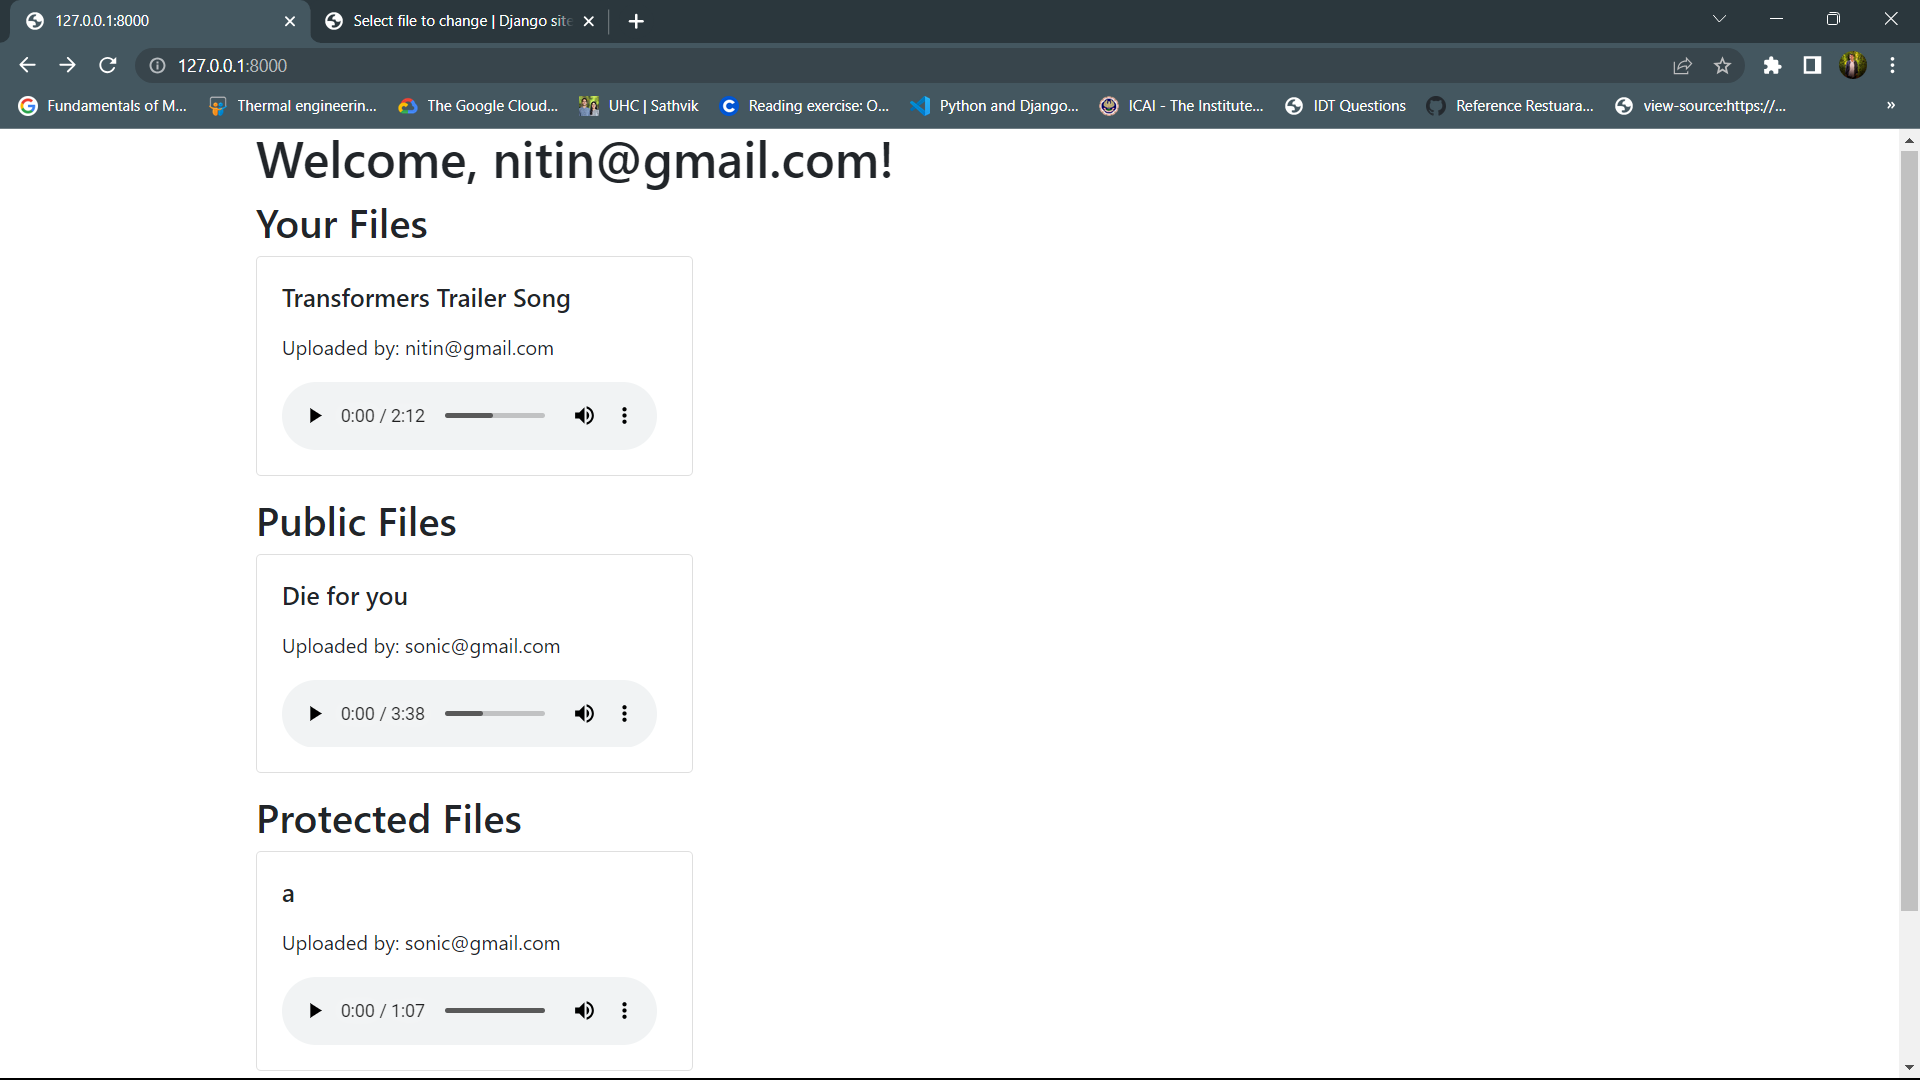 127.0.0.1:8000
Select file to change | Django site
127.0.0.1:8000
Fundamentals of M... Thermal engineerin... The Google Cloud... UHC | Sathvik Reading exercise: O... Python and Django... ICAI - The Institute... IDT Questions Reference Restuara... view-source:https://... »
Welcome, nitin@gmail.com!
Your Files
Transformers Trailer Song
Uploaded by: nitin@gmail.com
0:00 / 2:12
Public Files
Die for you
Uploaded by: sonic@gmail.com
0:00 / 3:38
Protected Files
a
Uploaded by: sonic@gmail.com
0:00 / 1:07